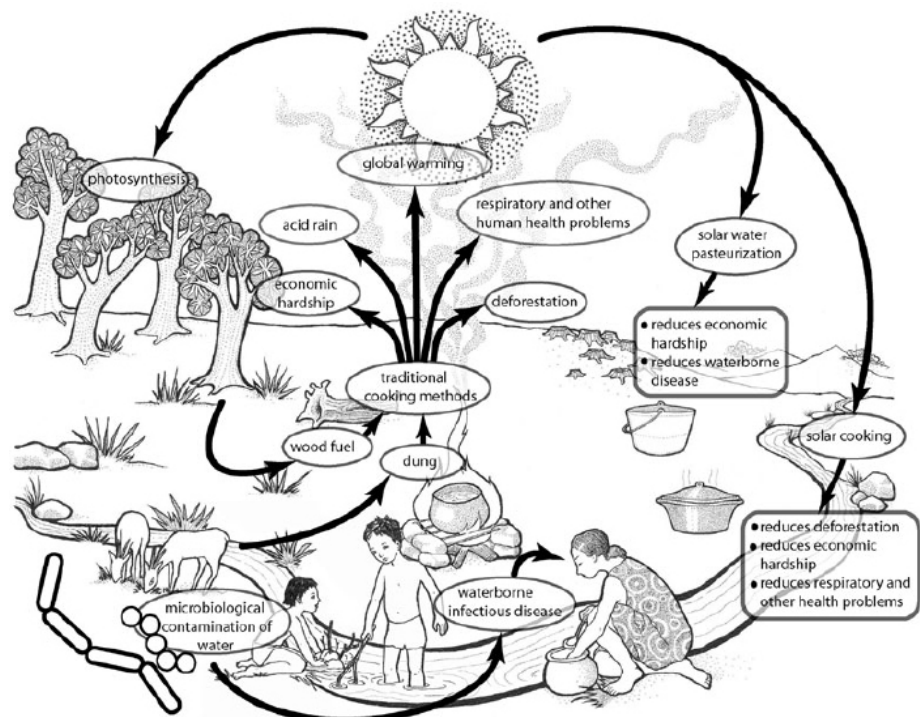 global warming
photosynthesis
respiratory and other
human health problems
acid rain
solar water
pasteurization
economic
hardship
deforestation
• reduces economic
hardship
• reduces waterborne
disease
traditional
cooking methods
solar cooking
wood fuel
dung
• reduces deforestation
• reduces economic
hardship
• reduces respiratory and
other health problems
waterborne
infectious disease
microbiological
contamination of
water